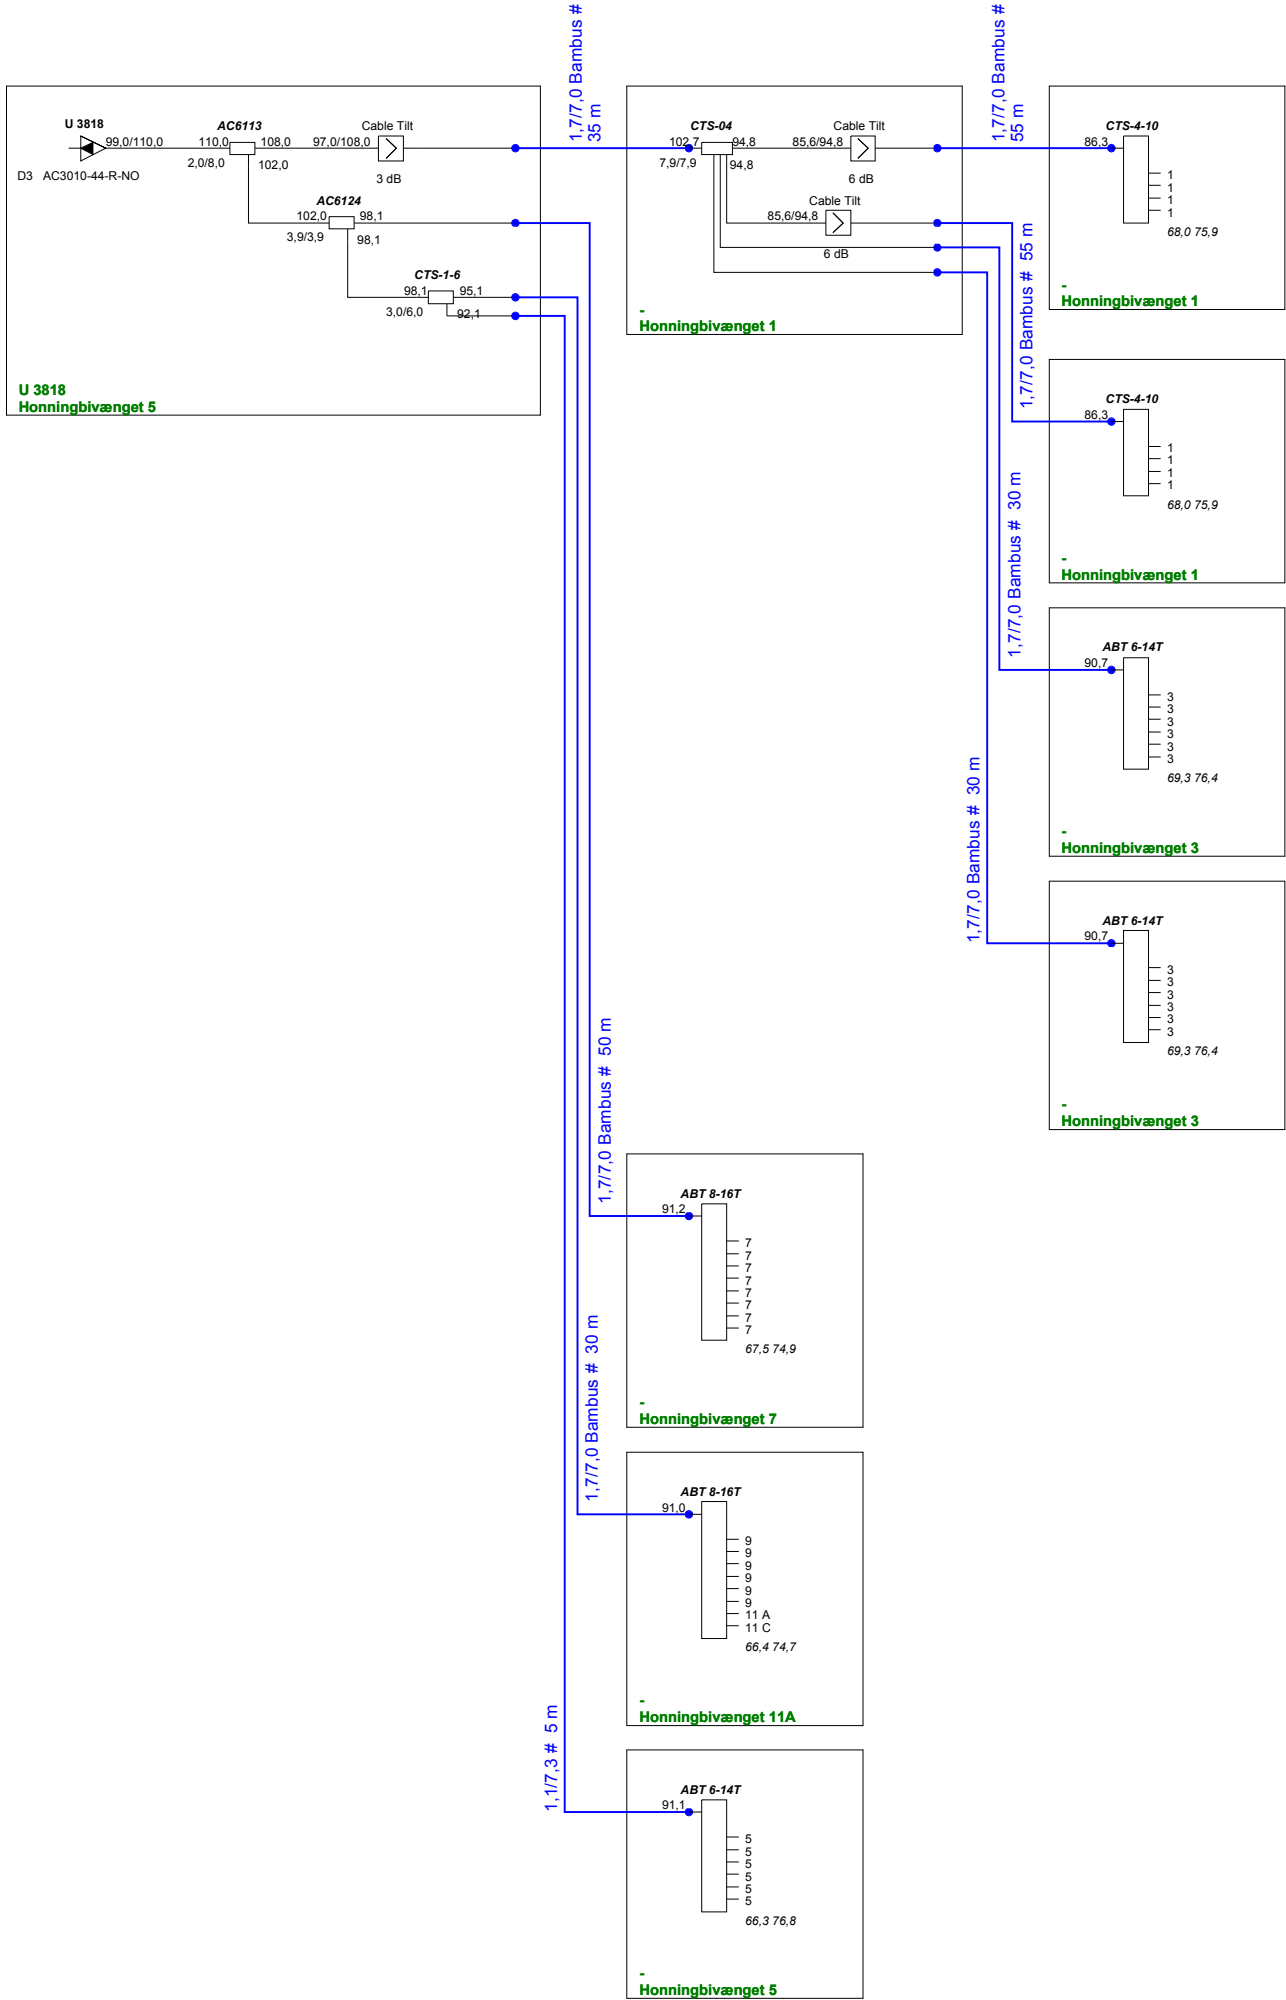 1,7/7,0 Bambus #
35 m
1,7/7,0 Bambus #
55 m
U 3818
99,0/110,0
D3 AC3010-44-R-NO
AC6113
110,0 108,0
2,0/8,0 102,0
Cable Tilt
97,0/108,0
3 dB
AC6124
102,0 98,1
3,9/3,9 98,1
CTS-1-6
98,1 95,1
3,0/6,0 92,1
U 3818
Honningbivænget 5
CTS-04
102,7 94,8
7,9/7,9 94,8
Cable Tilt
85,6/94,8
6 dB
Cable Tilt
85,6/94,8
6 dB
-
Honningbivænget 1
CTS-4-10
86,3
1
1
1
1
68,0 75,9
-
Honningbivænget 1
1,7/7,0 Bambus # 55 m
CTS-4-10
86,3
1
1
1
1
68,0 75,9
-
Honningbivænget 1
1,7/7,0 Bambus # 30 m
ABT 6-14T
90,7
3
3
3
3
3
3
69,3 76,4
-
Honningbivænget 3
1,7/7,0 Bambus # 30 m
ABT 6-14T
90,7
3
3
3
3
3
3
69,3 76,4
-
Honningbivænget 3
1,7/7,0 Bambus # 50 m
ABT 8-16T
91,2
7
7
7
7
7
7
7
7
67,5 74,9
-
Honningbivænget 7
1,7/7,0 Bambus # 30 m
ABT 8-16T
91,0
9
9
9
9
9
9
11 A
11 C
66,4 74,7
-
Honningbivænget 11A
1,1/7,3 # 5 m
ABT 6-14T
91,1
5
5
5
5
5
5
66,3 76,8
-
Honningbivænget 5